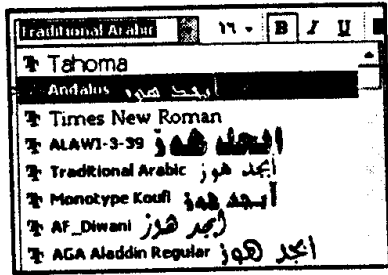 Traditional Arabic ١٦ B I U
Tahoma
Andalus أبجد هوز
Times New Roman
ALAWI-3-39 أبجد هوز
Traditional Arabic أبجد هوز
Monotype Koufi أبجد هوز
AF_Diwani أبجد هوز
AGA Aladdin Regular أبجد هوز